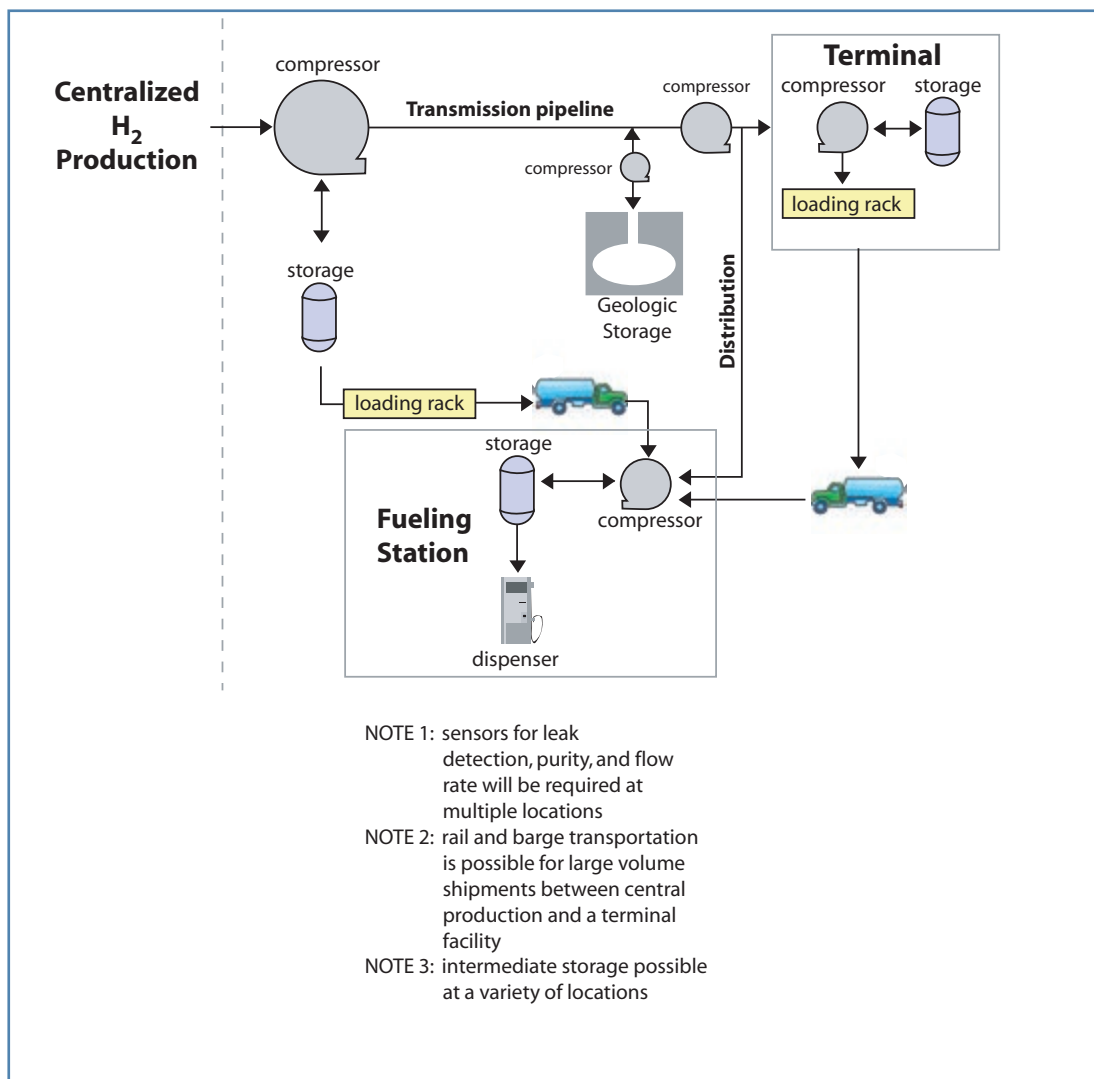 Centralized
H2
Production
compressor
Transmission pipeline
compressor
Terminal
compressor
storage
loading rack
compressor
Geologic
Storage
Distribution
storage
loading rack
storage
compressor
Fueling
Station
dispenser
NOTE 1: sensors for leak
detection, purity, and flow
rate will be required at
multiple locations
NOTE 2: rail and barge transportation
is possible for large volume
shipments between central
production and a terminal
facility
NOTE 3: intermediate storage possible
at a variety of locations